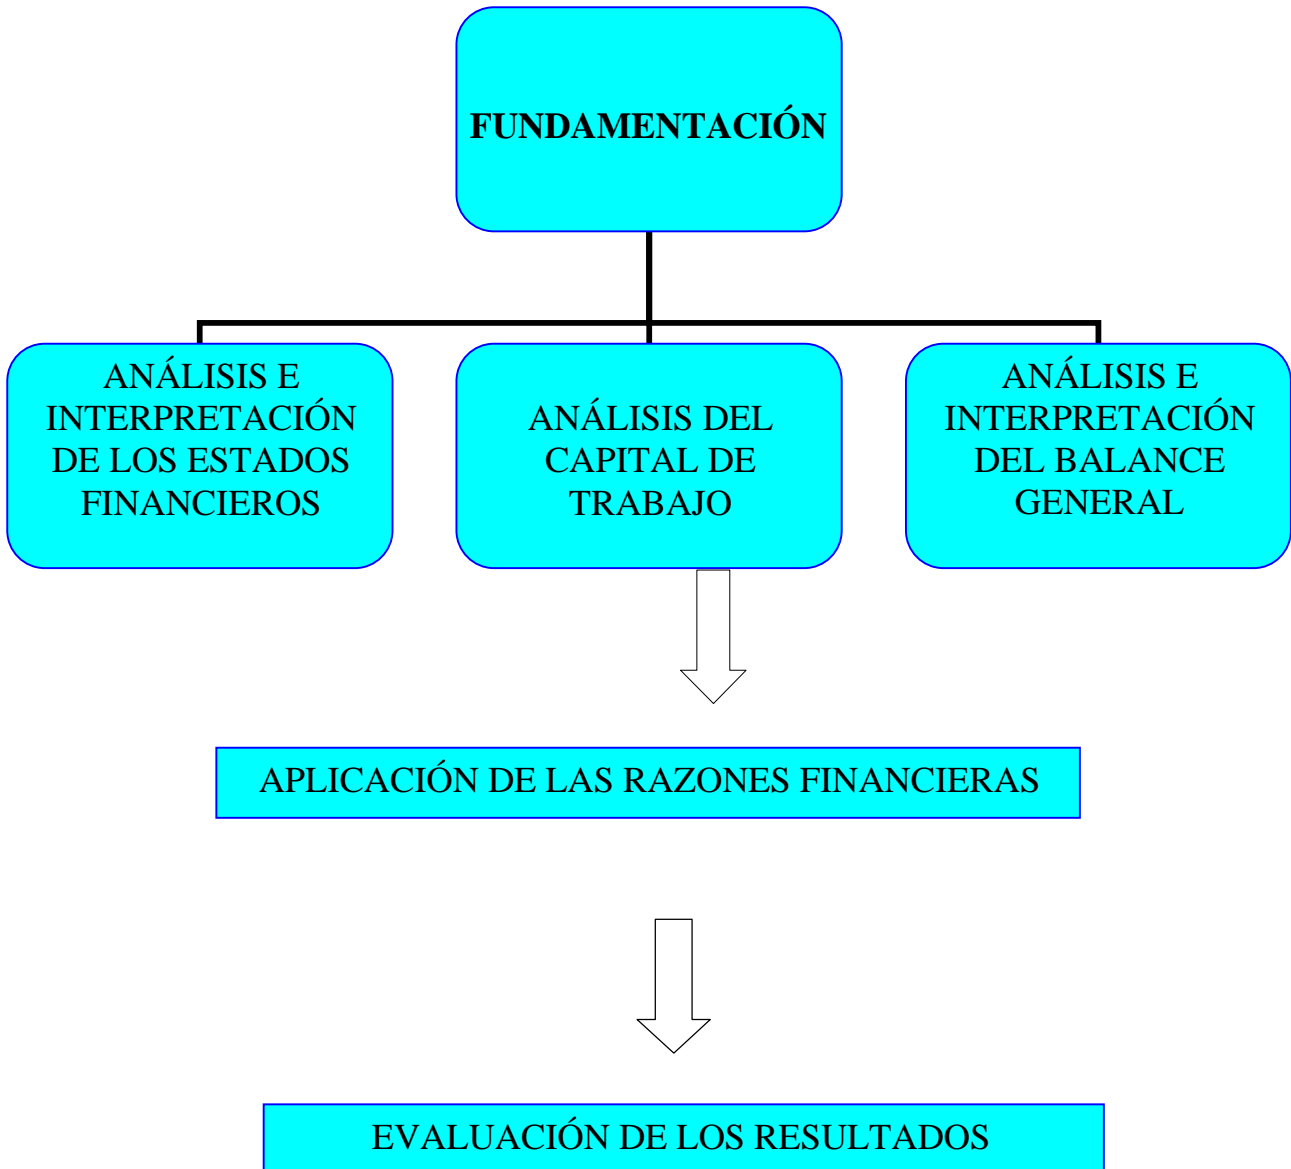 FUNDAMENTACIÓN
ANÁLISIS E
INTERPRETACIÓN
DE LOS ESTADOS
FINANCIEROS
ANÁLISIS DEL
CAPITAL DE
TRABAJO
ANÁLISIS E
INTERPRETACIÓN
DEL BALANCE
GENERAL
APLICACIÓN DE LAS RAZONES FINANCIERAS
EVALUACIÓN DE LOS RESULTADOS